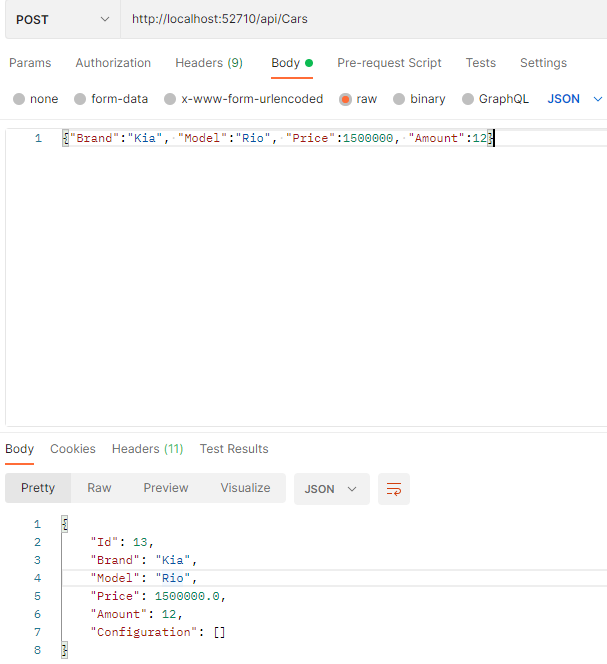 POST http://localhost:52710/api/Cars
Params Authorization Headers (9) Body Pre-request Script Tests Settings
none form-data x-www-form-urlencoded raw binary GraphQL JSON
1 {"Brand":"Kia", "Model":"Rio", "Price":1500000, "Amount":12}
Body Cookies Headers (11) Test Results
Pretty Raw Preview Visualize JSON
1 {
2 "Id": 13,
3 "Brand": "Kia",
4 "Model": "Rio",
5 "Price": 1500000.0,
6 "Amount": 12,
7 "Configuration": []
8 }